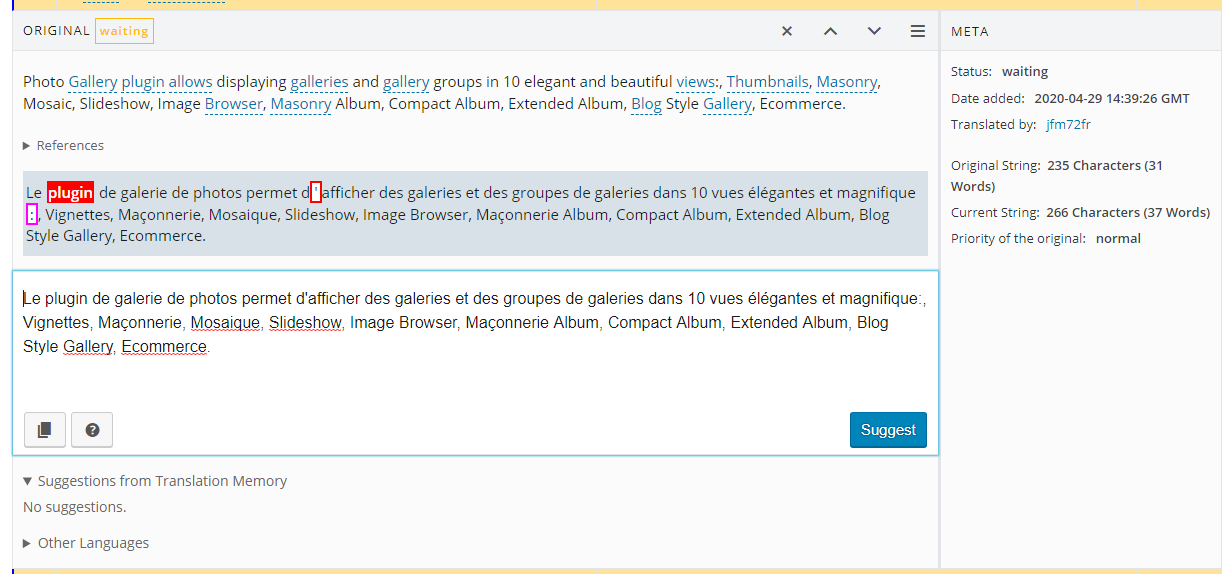 ORIGINAL waiting
META
Photo Gallery plugin allows displaying galleries and gallery groups in 10 elegant and beautiful views:, Thumbnails, Masonry,
Mosaic, Slideshow, Image Browser, Masonry Album, Compact Album, Extended Album, Blog Style Gallery, Ecommerce.
References
Le plugin de galerie de photos permet d'afficher des galeries et des groupes de galeries dans 10 vues élégantes et magnifique
:, Vignettes, Maçonnerie, Mosaique, Slideshow, Image Browser, Maçonnerie Album, Compact Album, Extended Album, Blog
Style Gallery, Ecommerce.
Le plugin de galerie de photos permet d'afficher des galeries et des groupes de galeries dans 10 vues élégantes et magnifique:,
Vignettes, Maçonnerie, Mosaique, Slideshow, Image Browser, Maçonnerie Album, Compact Album, Extended Album, Blog
Style Gallery, Ecommerce.
Suggest
Suggestions from Translation Memory
No suggestions.
Other Languages
Status: waiting
Date added: 2020-04-29 14:39:26 GMT
Translated by: jfm72fr
Original String: 235 Characters (31
Words)
Current String: 266 Characters (37 Words)
Priority of the original: normal